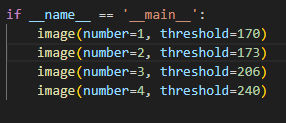 if __name__ == '__main__':
    image(number=1, threshold=170)
    image(number=2, threshold=173)
    image(number=3, threshold=206)
    image(number=4, threshold=240)